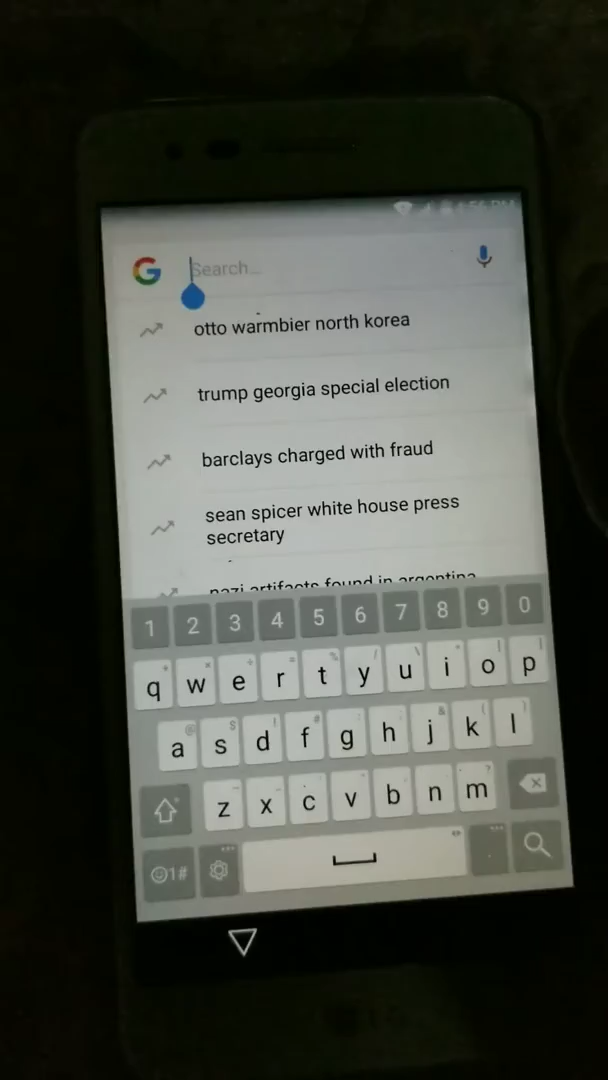 Search...
otto warmbier north korea
trump georgia special election
barclays charged with fraud
sean spicer white house press
secretary
nazi artifacts found in argentina
1 2 3 4 5 6 7 8 9 0
q w e r t y u i o p
a s d f g h j k l
z x c v b n m
1#